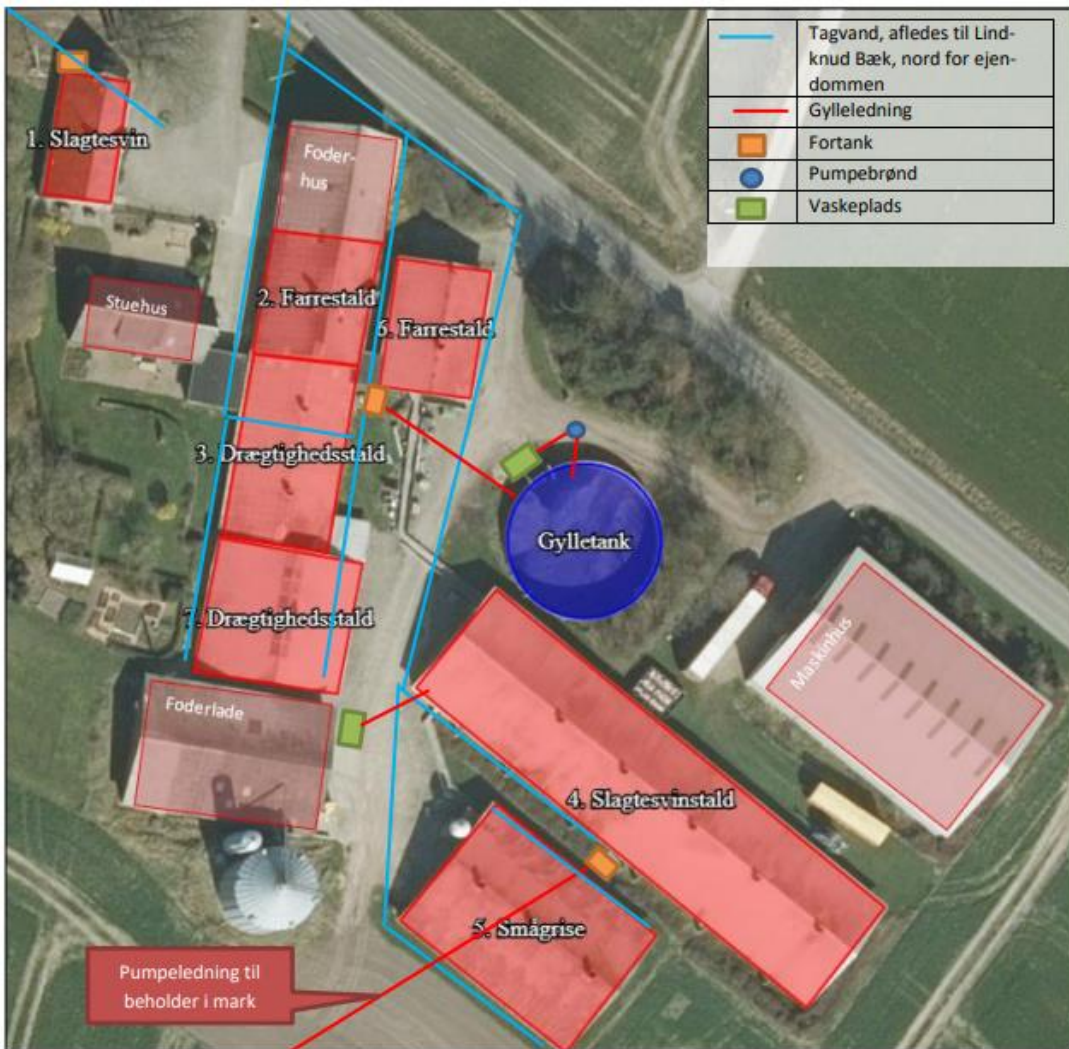 Tagvand, afledes til Lind-
knud Bæk, nord for ejen-
dommen
Gylleledning
Fortank
Pumpebrønd
Vaskeplads
1. Slagtesvin
Foder-
hus
2. Farrestald
6. Farrestald
Stuehus
3. Drægtighedsstald
Gylletank
7. Drægtighedsstald
Maskinhus
Foderlade
4. Slagtesvinstald
5. Smågrise
Pumpeledning til
beholder i mark